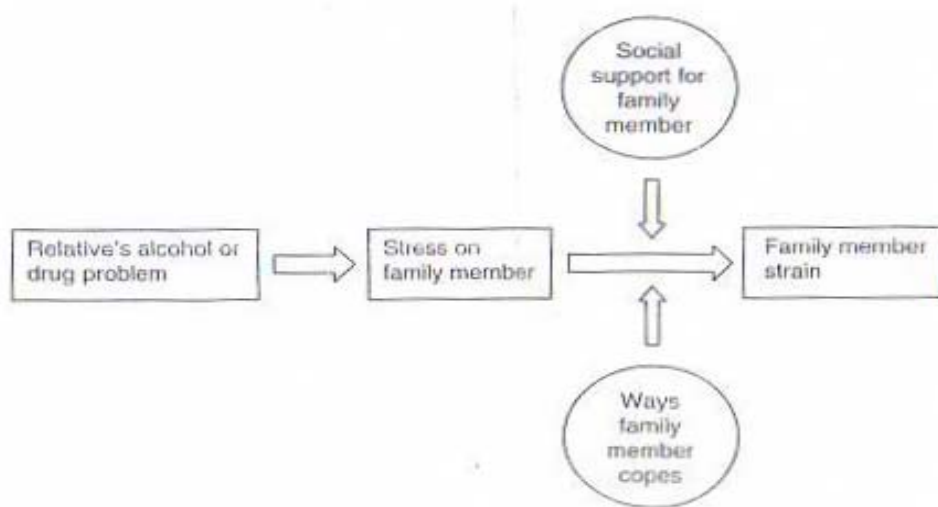 Social
support for
family
member
Relative's alcohol or
drug problem
Stress on
family member
Family member
strain
Ways
family
member
copes